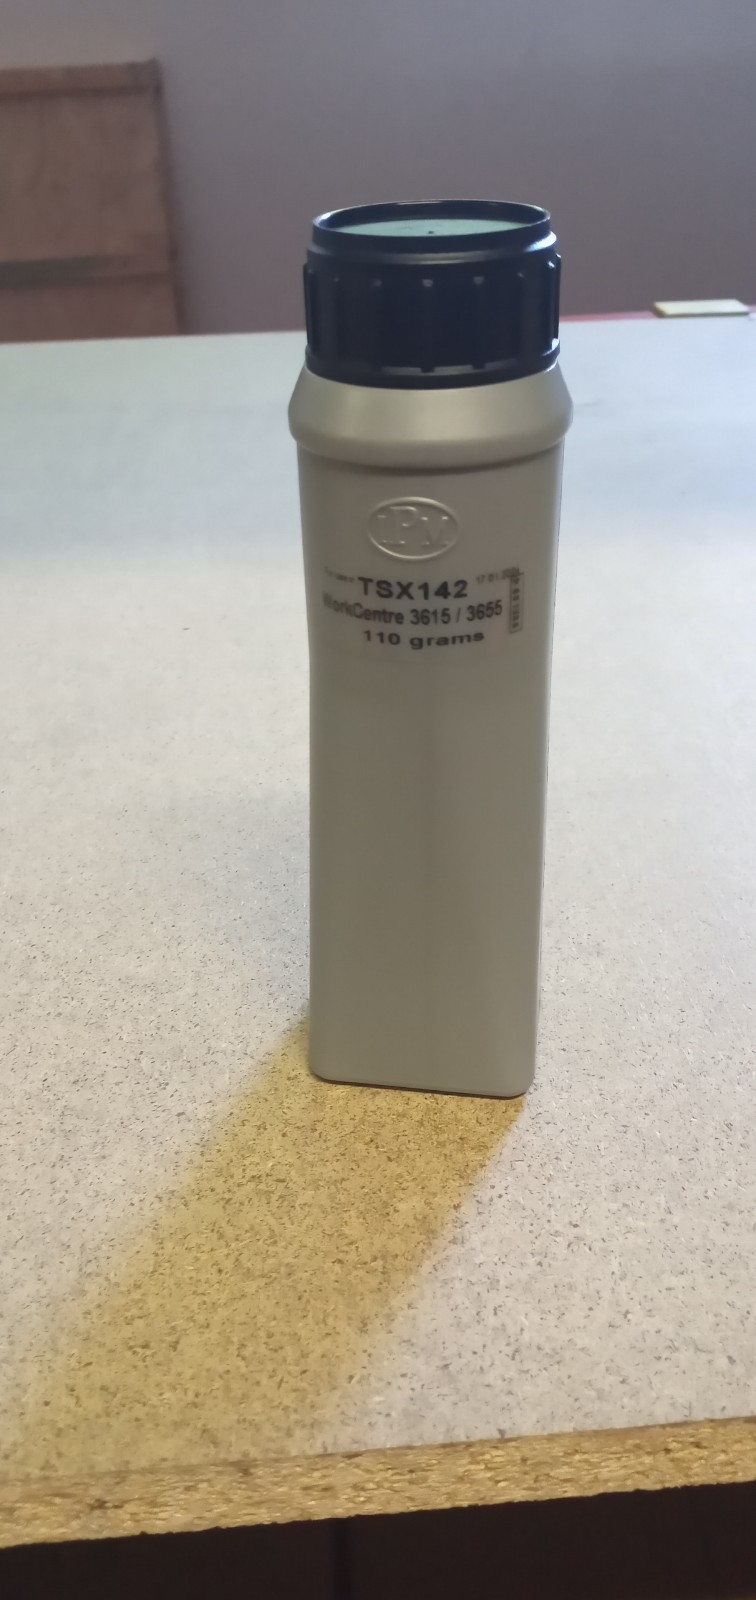 IPM
TSX142
WorkCentre 3615 / 3655
110 grams